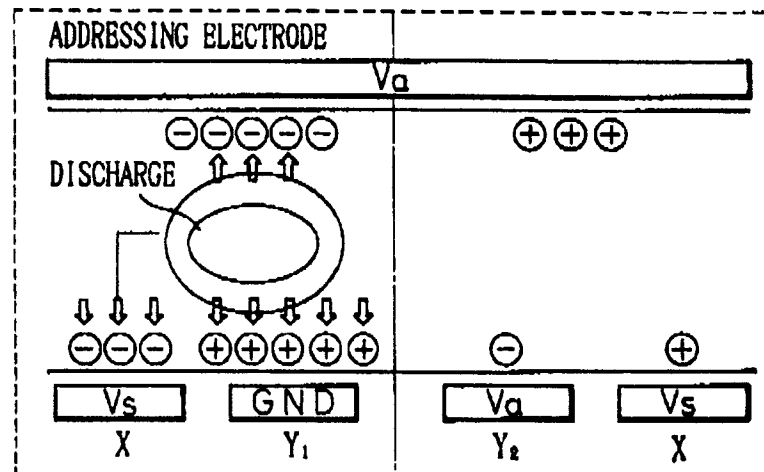 ADDRESSING ELECTRODE
Va
⊖⊖⊖⊖⊖ ⊕⊕⊕
DISCHARGE
⊖⊖⊖ ⊕⊕⊕⊕⊕ ⊖ ⊕
Vs GND Va Vs
X Y₁ Y₂ X